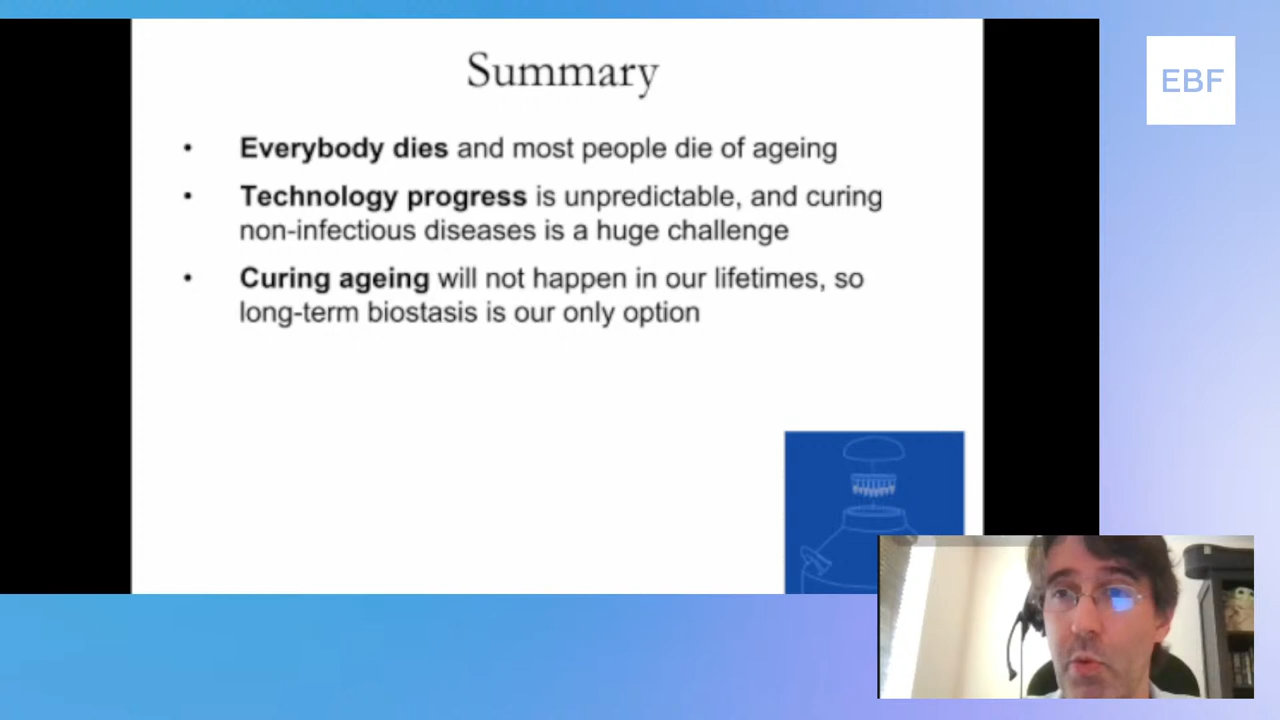 Summary
EBF
• Everybody dies and most people die of ageing
• Technology progress is unpredictable, and curing
non-infectious diseases is a huge challenge
• Curing ageing will not happen in our lifetimes, so
long-term biostasis is our only option